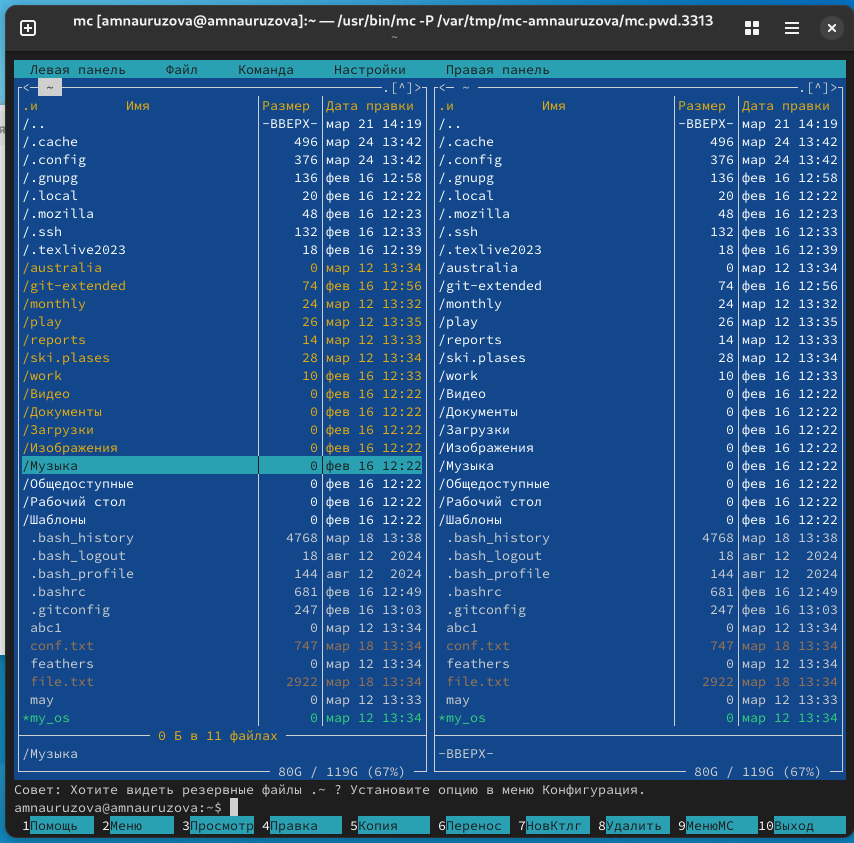 mc [amnauruzova@amnauruzova]:~ — /usr/bin/mc -P /var/tmp/mc-amnauruzova/mc.pwd.3313
~
Левая панель Файл Команда Настройки Правая панель
<─ ~ ─.[^]>
.и Имя Размер Дата правки
/.. -ВВЕРХ- мар 21 14:19
/.cache 496 мар 24 13:42
/.config 376 мар 24 13:42
/.gnupg 136 фев 16 12:58
/.local 20 фев 16 12:22
/.mozilla 48 фев 16 12:23
/.ssh 132 фев 16 12:33
/.texlive2023 18 фев 16 12:39
/australia 0 мар 12 13:34
/git-extended 74 фев 16 12:56
/monthly 24 мар 12 13:32
/play 26 мар 12 13:35
/reports 14 мар 12 13:33
/ski.plases 28 мар 12 13:34
/work 10 фев 16 12:33
/Видео 0 фев 16 12:22
/Документы 0 фев 16 12:22
/Загрузки 0 фев 16 12:22
/Изображения 0 фев 16 12:22
/Музыка 0 фев 16 12:22
/Общедоступные 0 фев 16 12:22
/Рабочий стол 0 фев 16 12:22
/Шаблоны 0 фев 16 12:22
.bash_history 4768 мар 18 13:38
.bash_logout 18 авг 12 2024
.bash_profile 144 авг 12 2024
.bashrc 681 фев 16 12:49
.gitconfig 247 фев 16 13:03
abc1 0 мар 12 13:34
conf.txt 747 мар 18 13:34
feathers 0 мар 12 13:34
file.txt 2922 мар 18 13:34
may 0 мар 12 13:33
*my_os 0 мар 12 13:34
0 Б в 11 файлах
/Музыка
80G / 119G (67%)
<─ ~ ─.[^]>
.и Имя Размер Дата правки
/.. -ВВЕРХ- мар 21 14:19
/.cache 496 мар 24 13:42
/.config 376 мар 24 13:42
/.gnupg 136 фев 16 12:58
/.local 20 фев 16 12:22
/.mozilla 48 фев 16 12:23
/.ssh 132 фев 16 12:33
/.texlive2023 18 фев 16 12:39
/australia 0 мар 12 13:34
/git-extended 74 фев 16 12:56
/monthly 24 мар 12 13:32
/play 26 мар 12 13:35
/reports 14 мар 12 13:33
/ski.plases 28 мар 12 13:34
/work 10 фев 16 12:33
/Видео 0 фев 16 12:22
/Документы 0 фев 16 12:22
/Загрузки 0 фев 16 12:22
/Изображения 0 фев 16 12:22
/Музыка 0 фев 16 12:22
/Общедоступные 0 фев 16 12:22
/Рабочий стол 0 фев 16 12:22
/Шаблоны 0 фев 16 12:22
.bash_history 4768 мар 18 13:38
.bash_logout 18 авг 12 2024
.bash_profile 144 авг 12 2024
.bashrc 681 фев 16 12:49
.gitconfig 247 фев 16 13:03
abc1 0 мар 12 13:34
conf.txt 747 мар 18 13:34
feathers 0 мар 12 13:34
file.txt 2922 мар 18 13:34
may 0 мар 12 13:33
*my_os 0 мар 12 13:34
-ВВЕРХ-
80G / 119G (67%)
Совет: Хотите видеть резервные файлы .~ ? Установите опцию в меню Конфигурация.
amnauruzova@amnauruzova:~$
1Помощь 2Меню 3Просмотр 4Правка 5Копия 6Перенос 7НовКтлг 8Удалить 9МенюМС 10Выход